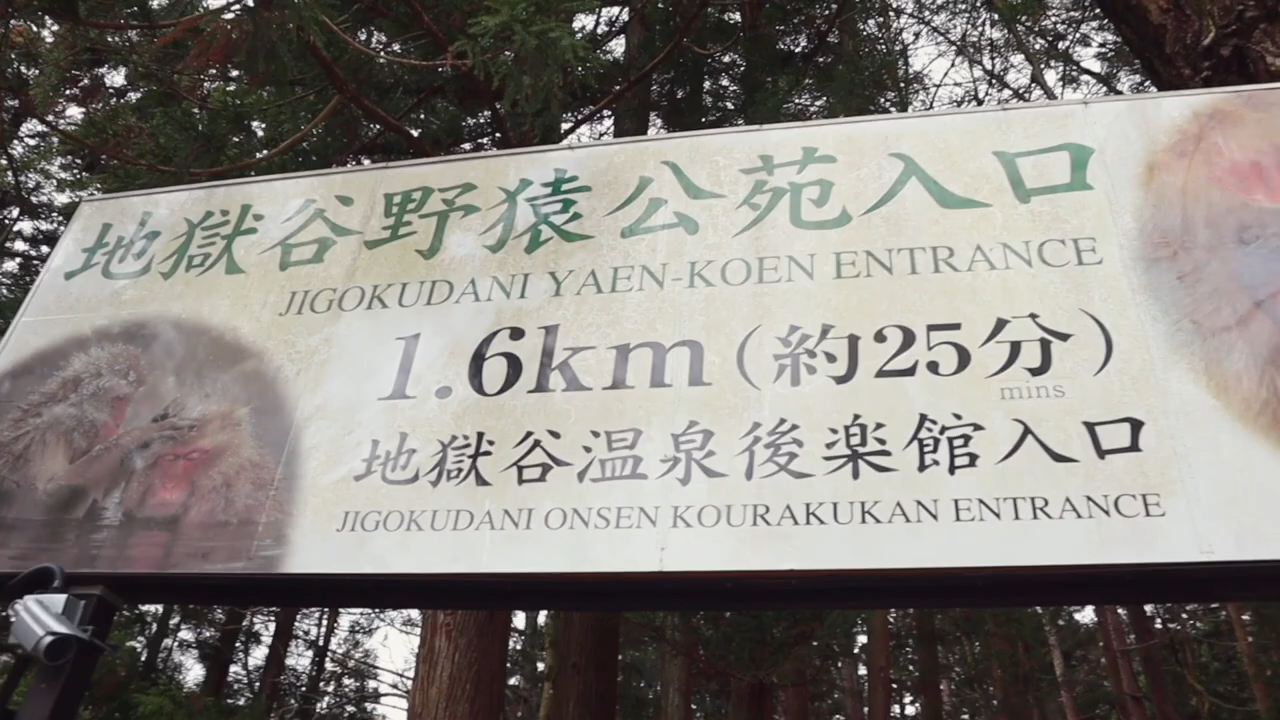 地獄谷野猿公苑入口
JIGOKUDANI YAEN-KOEN ENTRANCE
1.6km(約25分)
mins
地獄谷温泉後楽館入口
JIGOKUDANI ONSEN KOURAKUKAN ENTRANCE